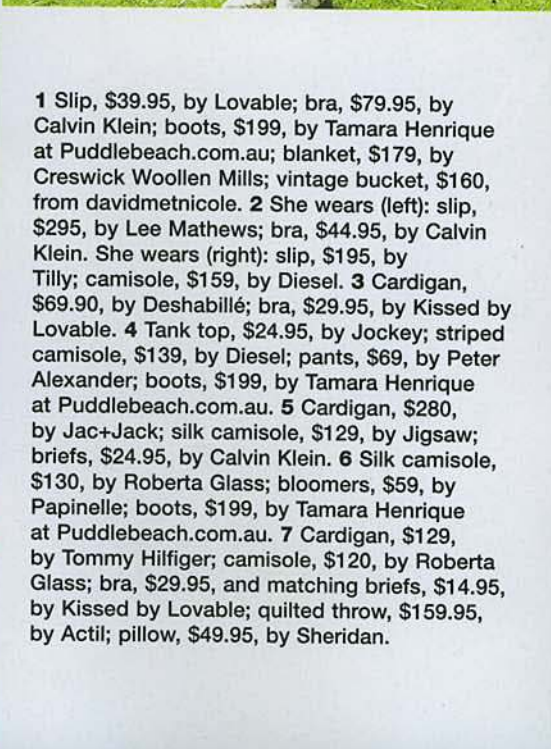 1 Slip, $39.95, by Lovable; bra, $79.95, by
Calvin Klein; boots, $199, by Tamara Henrique
at Puddlebeach.com.au; blanket, $179, by
Creswick Woollen Mills; vintage bucket, $160,
from davidmetnicole. 2 She wears (left): slip,
$295, by Lee Mathews; bra, $44.95, by Calvin
Klein. She wears (right): slip, $195, by
Tilly; camisole, $159, by Diesel. 3 Cardigan,
$69.90, by Deshabillé; bra, $29.95, by Kissed by
Lovable. 4 Tank top, $24.95, by Jockey; striped
camisole, $139, by Diesel; pants, $69, by Peter
Alexander; boots, $199, by Tamara Henrique
at Puddlebeach.com.au. 5 Cardigan, $280,
by Jac+Jack; silk camisole, $129, by Jigsaw;
briefs, $24.95, by Calvin Klein. 6 Silk camisole,
$130, by Roberta Glass; bloomers, $59, by
Papinelle; boots, $199, by Tamara Henrique
at Puddlebeach.com.au. 7 Cardigan, $129,
by Tommy Hilfiger; camisole, $120, by Roberta
Glass; bra, $29.95, and matching briefs, $14.95,
by Kissed by Lovable; quilted throw, $159.95,
by Actil; pillow, $49.95, by Sheridan.